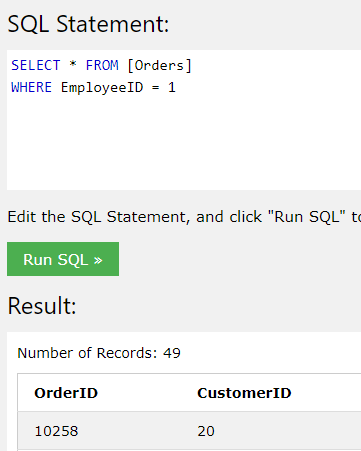 SQL Statement:
SELECT * FROM [Orders]
WHERE EmployeeID = 1
Edit the SQL Statement, and click "Run SQL"
Run SQL »
Result:
Number of Records: 49
OrderID CustomerID
10258 20